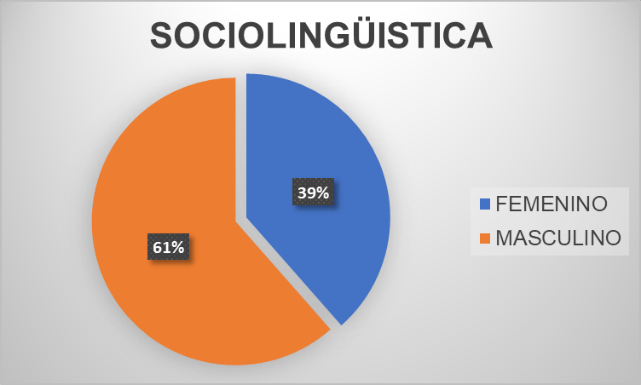 SOCIOLINGÜISTICA
39%
61%
FEMENINO
MASCULINO